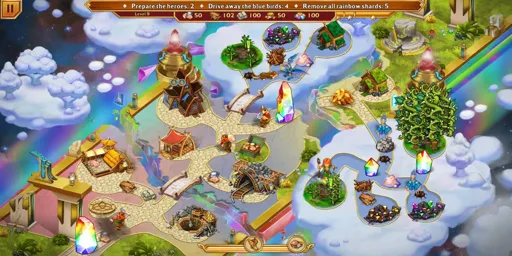 Prepare the heroes: 2 Drive away the blue birds: 4 Remove all rainbow shards: 5
Level 9 50 102 100 50 100